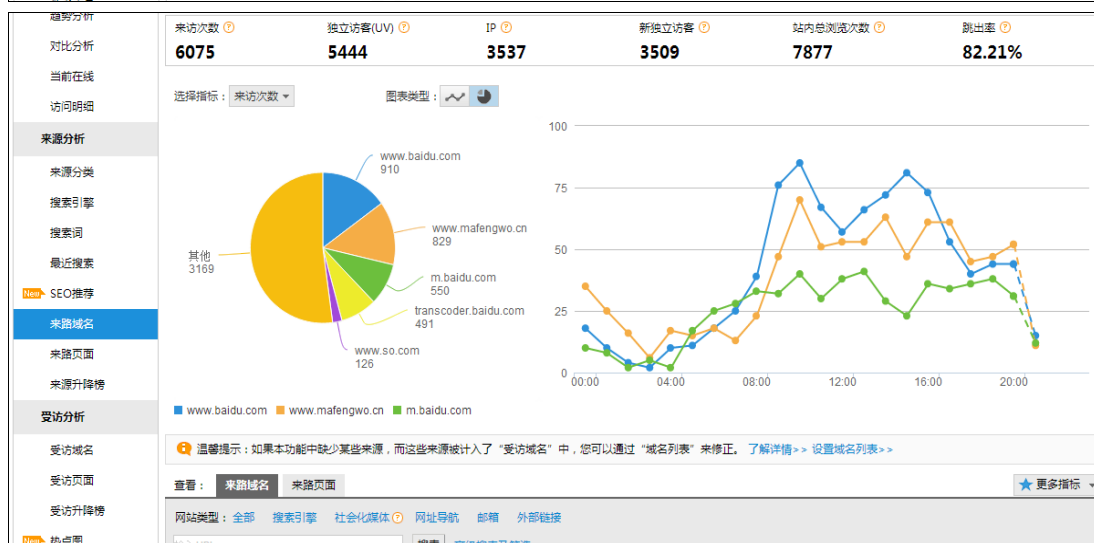 趋势分析
对比分析
当前在线
访问明细
来源分析
来源分类
搜索引擎
搜索词
最近搜索
New SEO推荐
来路域名
来路页面
来源升降榜
受访分析
受访域名
受访页面
受访升降榜
New 热点图
来访次数 ? 独立访客(UV) ? IP ? 新独立访客 ? 站内总浏览次数 ? 跳出率 ?
6075 5444 3537 3509 7877 82.21%
选择指标： 来访次数 图表类型：
www.baidu.com
910
www.mafengwo.cn
829
m.baidu.com
550
transcoder.baidu.com
491
www.so.com
126
其他
3169
100
75
50
25
0
00:00 04:00 08:00 12:00 16:00 20:00
www.baidu.com www.mafengwo.cn m.baidu.com
温馨提示：如果本功能中缺少某些来源，而这些来源被计入了“受访域名”中，您可以通过“域名列表”来修正。 了解详情>> 设置域名列表>>
查看： 来路域名 来路页面 更多指标
网站类型： 全部 搜索引擎 社会化媒体 ? 网址导航 邮箱 外部链接